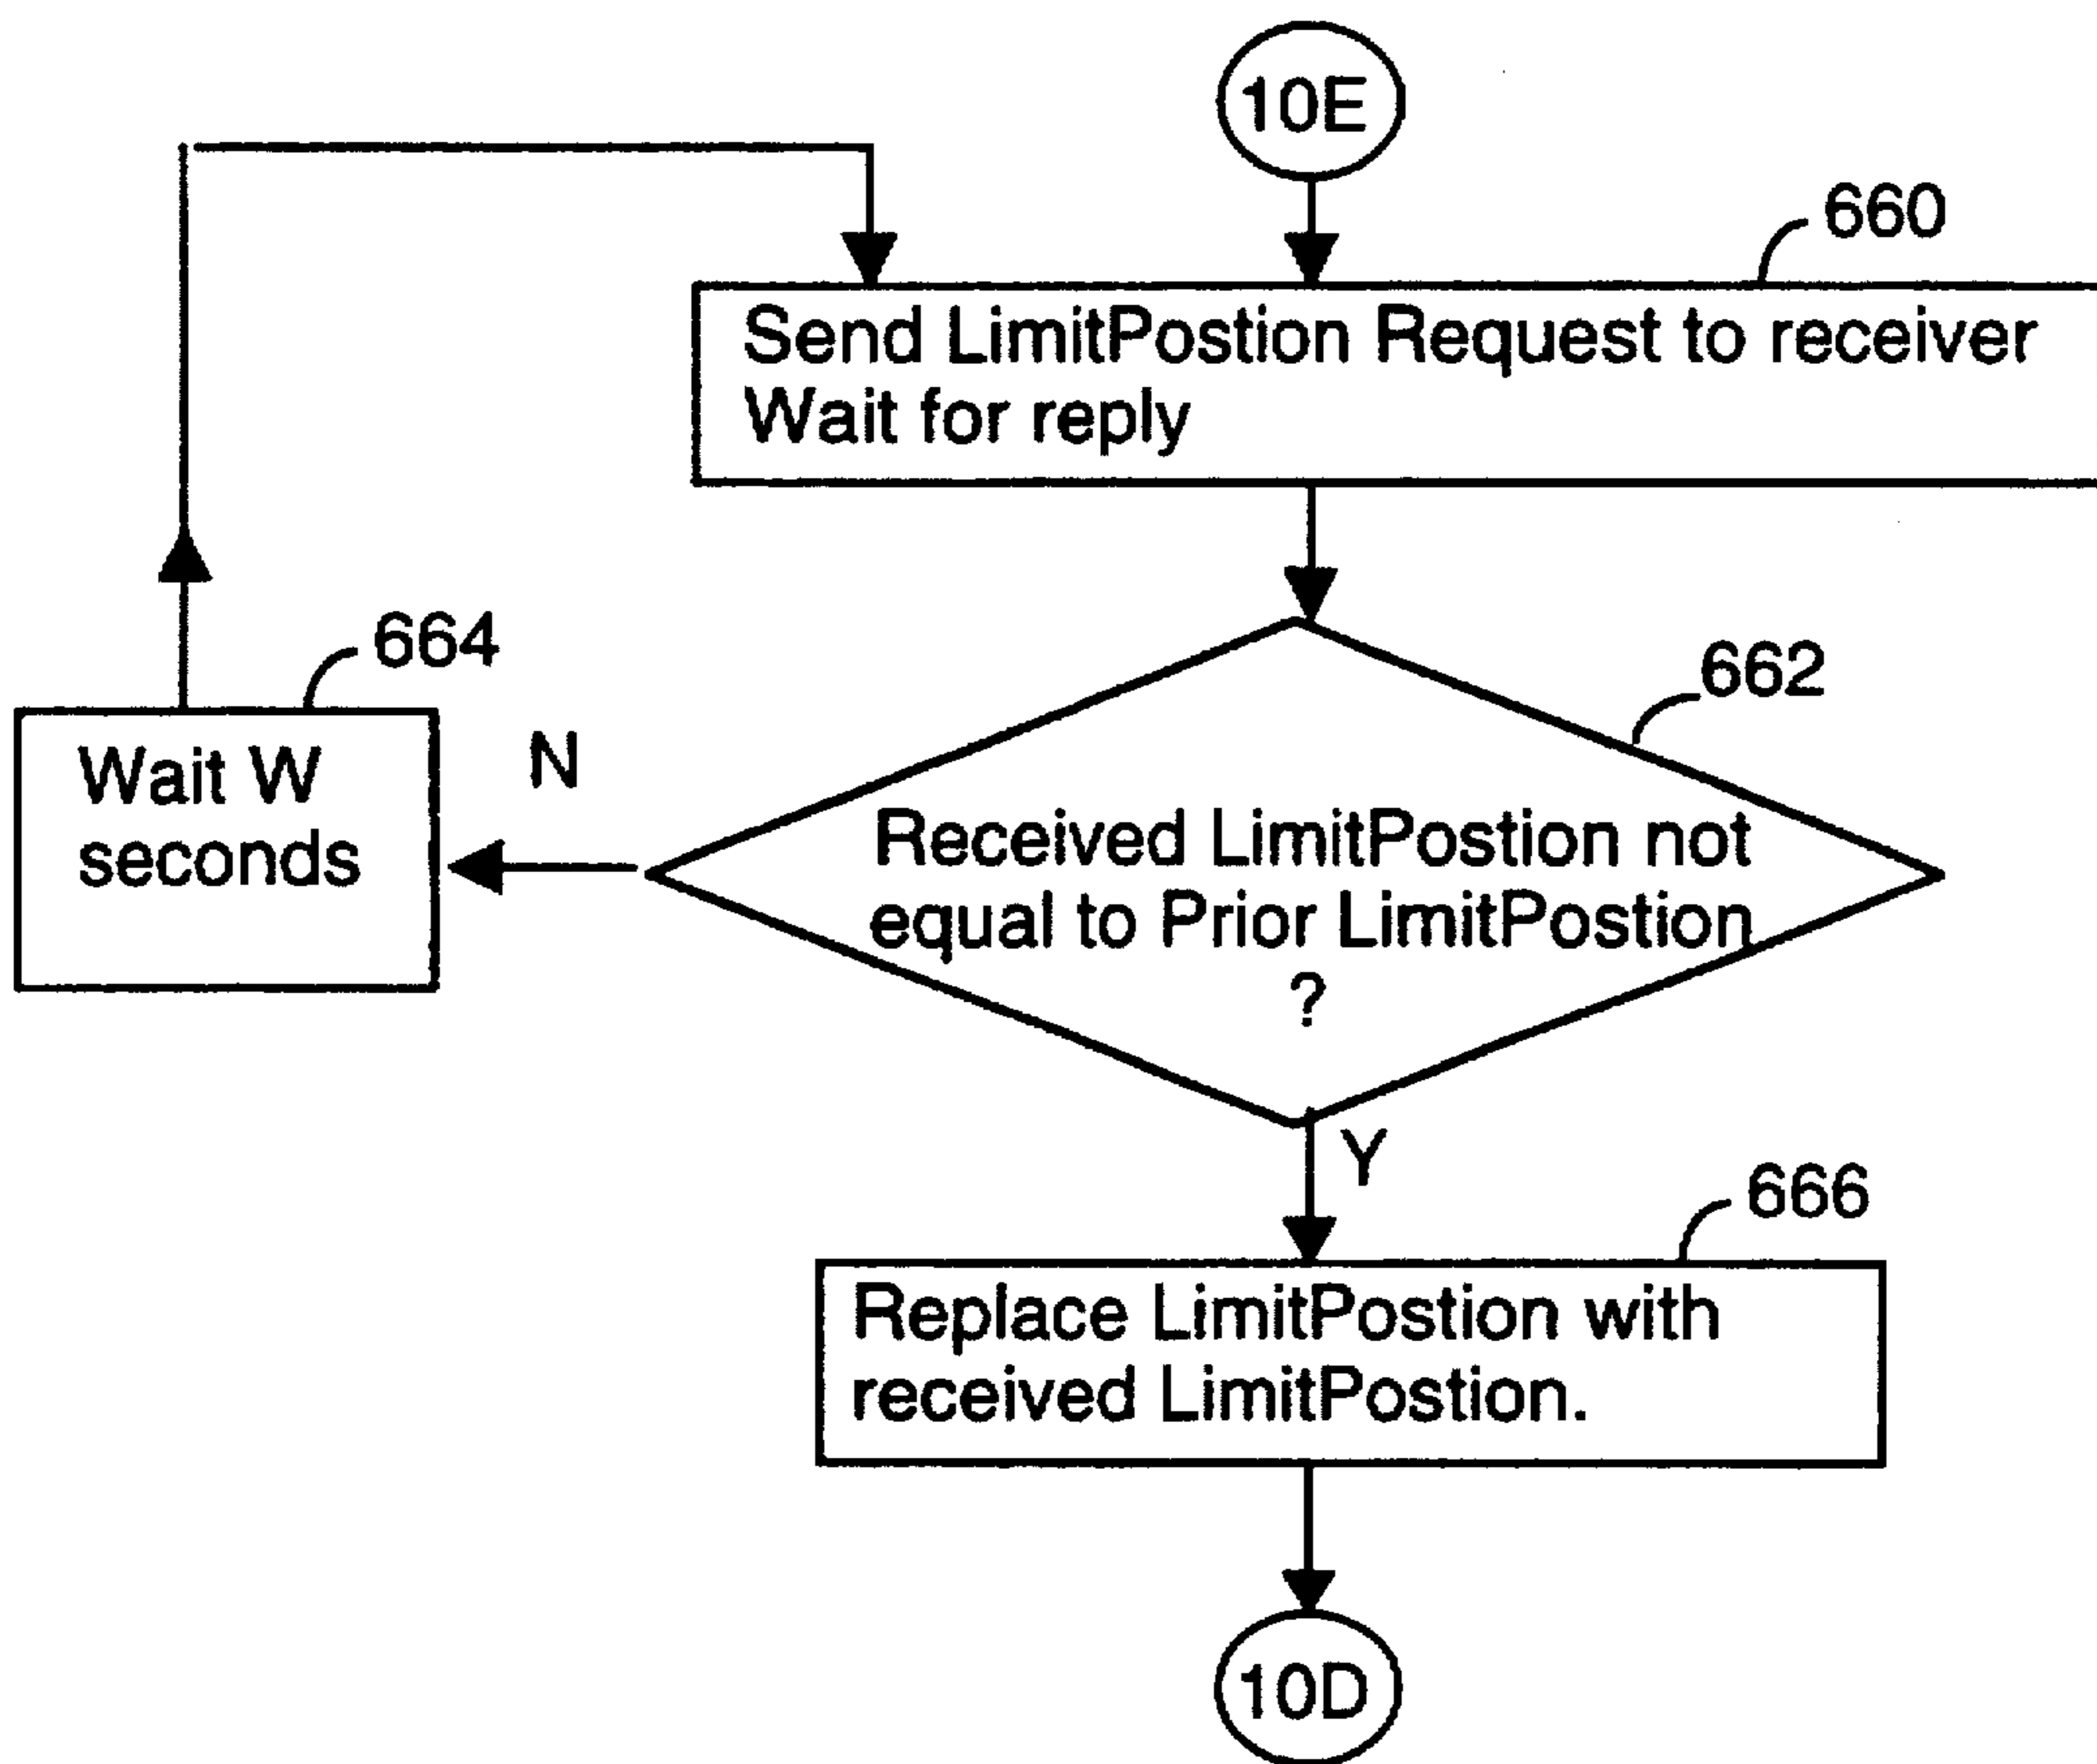 10E
660
Send LimitPostion Request to receiver
Wait for reply
664
662
Wait W
seconds
N
Received LimitPostion not
equal to Prior LimitPostion
?
Y
666
Replace LimitPostion with
received LimitPostion.
10D